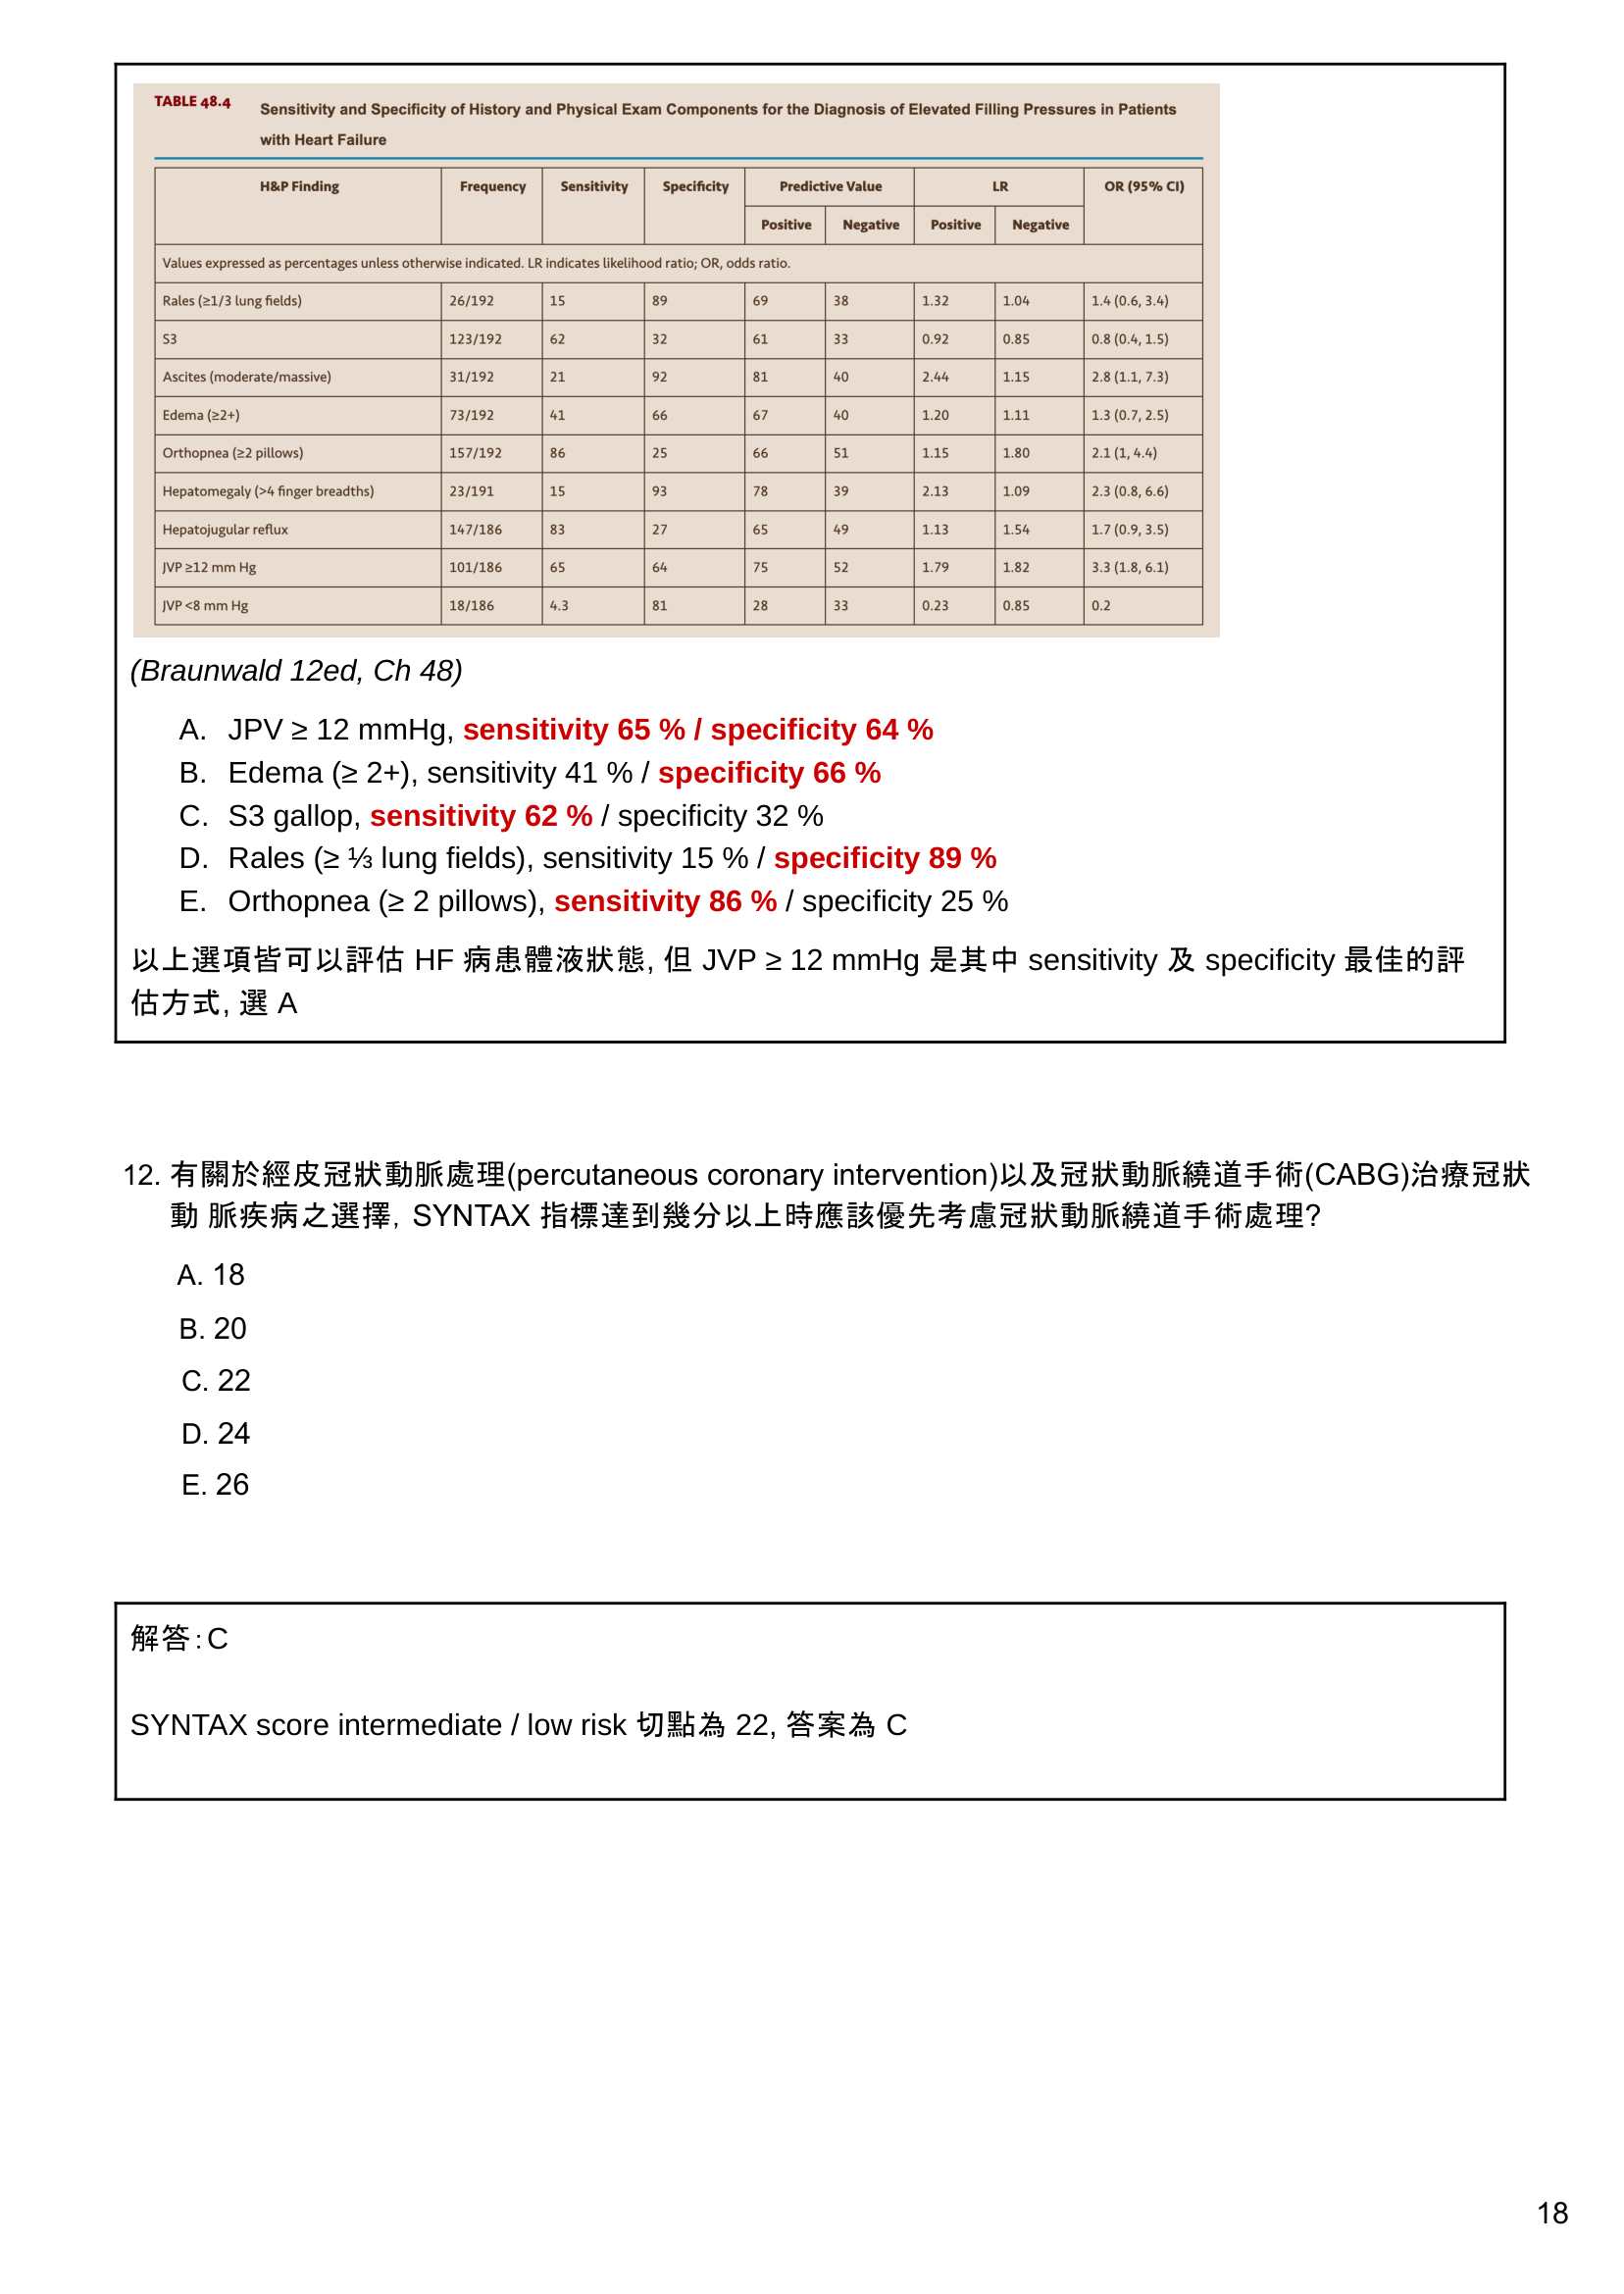 TABLE 48.4 Sensitivity and Specificity of History and Physical Exam Components for the Diagnosis of Elevated Filling Pressures in Patients
with Heart Failure
H&P Finding Frequency Sensitivity Specificity Predictive Value LR OR (95% CI)
Positive Negative Positive Negative
Values expressed as percentages unless otherwise indicated. LR indicates likelihood ratio; OR, odds ratio.
Rales (≥1/3 lung fields) 26/192 15 89 69 38 1.32 1.04 1.4 (0.6, 3.4)
S3 123/192 62 32 61 33 0.92 0.85 0.8 (0.4, 1.5)
Ascites (moderate/massive) 31/192 21 92 81 40 2.44 1.15 2.8 (1.1, 7.3)
Edema (≥2+) 73/192 41 66 67 40 1.20 1.11 1.3 (0.7, 2.5)
Orthopnea (≥2 pillows) 157/192 86 25 66 51 1.15 1.80 2.1 (1, 4.4)
Hepatomegaly (>4 finger breadths) 23/191 15 93 78 39 2.13 1.09 2.3 (0.8, 6.6)
Hepatojugular reflux 147/186 83 27 65 49 1.13 1.54 1.7 (0.9, 3.5)
JVP ≥12 mm Hg 101/186 65 64 75 52 1.79 1.82 3.3 (1.8, 6.1)
JVP <8 mm Hg 18/186 4.3 81 28 33 0.23 0.85 0.2
(Braunwald 12ed, Ch 48)
A. JPV ≥ 12 mmHg, sensitivity 65 % / specificity 64 %
B. Edema (≥ 2+), sensitivity 41 % / specificity 66 %
C. S3 gallop, sensitivity 62 % / specificity 32 %
D. Rales (≥ ⅓ lung fields), sensitivity 15 % / specificity 89 %
E. Orthopnea (≥ 2 pillows), sensitivity 86 % / specificity 25 %
以上選項皆可以評估 HF 病患體液狀態, 但 JVP ≥ 12 mmHg 是其中 sensitivity 及 specificity 最佳的評
估方式, 選 A
12. 有關於經皮冠狀動脈處理(percutaneous coronary intervention)以及冠狀動脈繞道手術(CABG)治療冠狀
動 脈疾病之選擇, SYNTAX 指標達到幾分以上時應該優先考慮冠狀動脈繞道手術處理?
A. 18
B. 20
C. 22
D. 24
E. 26
解答：C
SYNTAX score intermediate / low risk 切點為 22, 答案為 C
18